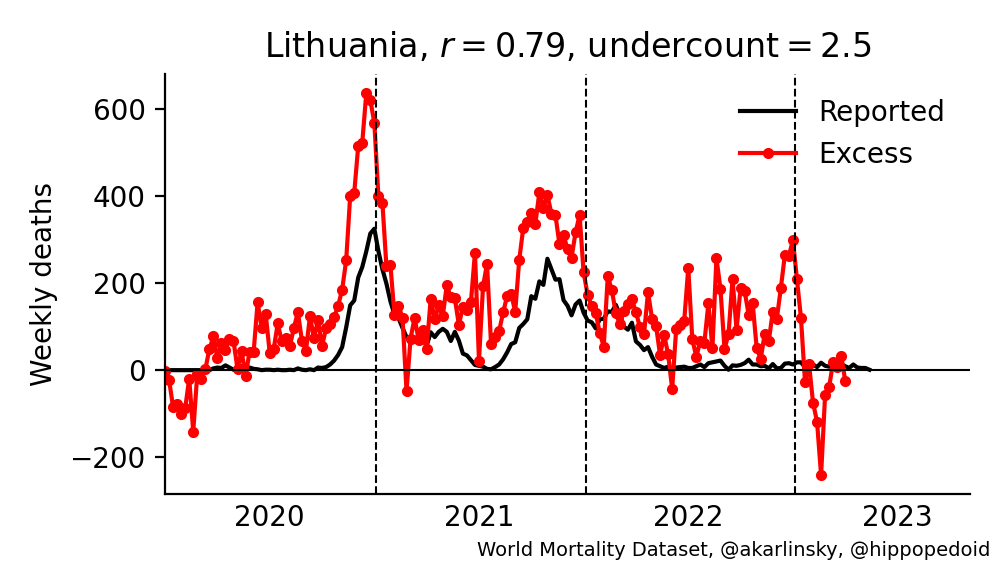 Lithuania, r = 0.79, undercount = 2.5
Reported
Excess
Weekly deaths
600
400
200
0
−200
2020 2021 2022 2023
World Mortality Dataset, @akarlinsky, @hippopedoid